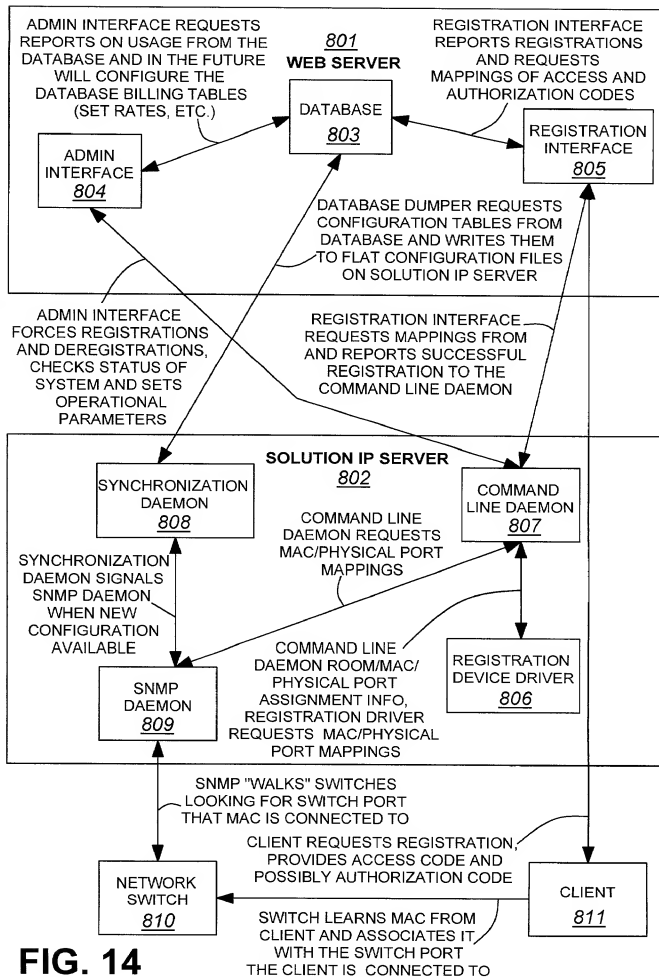 ADMIN INTERFACE REQUESTS
REPORTS ON USAGE FROM THE
DATABASE AND IN THE FUTURE
WILL CONFIGURE THE
DATABASE BILLING TABLES
(SET RATES, ETC.)
801
WEB SERVER
REGISTRATION INTERFACE
REPORTS REGISTRATIONS
AND REQUESTS
MAPPINGS OF ACCESS AND
AUTHORIZATION CODES
DATABASE
803
ADMIN
INTERFACE
804
REGISTRATION
INTERFACE
805
DATABASE DUMPER REQUESTS
CONFIGURATION TABLES FROM
DATABASE AND WRITES THEM
TO FLAT CONFIGURATION FILES
ON SOLUTION IP SERVER
ADMIN INTERFACE
FORCES REGISTRATIONS
AND DEREGISTRATIONS,
CHECKS STATUS OF
SYSTEM AND SETS
OPERATIONAL
PARAMETERS
REGISTRATION INTERFACE
REQUESTS MAPPINGS FROM
AND REPORTS SUCCESSFUL
REGISTRATION TO THE
COMMAND LINE DAEMON
SOLUTION IP SERVER
802
SYNCHRONIZATION
DAEMON
808
COMMAND
LINE DAEMON
807
COMMAND LINE
DAEMON REQUESTS
MAC/PHYSICAL PORT
MAPPINGS
SYNCHRONIZATION
DAEMON SIGNALS
SNMP DAEMON
WHEN NEW
CONFIGURATION
AVAILABLE
COMMAND LINE
DAEMON ROOM/MAC/
PHYSICAL PORT
ASSIGNMENT INFO,
REGISTRATION DRIVER
REQUESTS MAC/PHYSICAL
PORT MAPPINGS
REGISTRATION
DEVICE DRIVER
806
SNMP
DAEMON
809
SNMP "WALKS" SWITCHES
LOOKING FOR SWITCH PORT
THAT MAC IS CONNECTED TO
CLIENT REQUESTS REGISTRATION,
PROVIDES ACCESS CODE AND
POSSIBLY AUTHORIZATION CODE
NETWORK
SWITCH
810
CLIENT
811
SWITCH LEARNS MAC FROM
CLIENT AND ASSOCIATES IT
WITH THE SWITCH PORT
THE CLIENT IS CONNECTED TO
FIG. 14